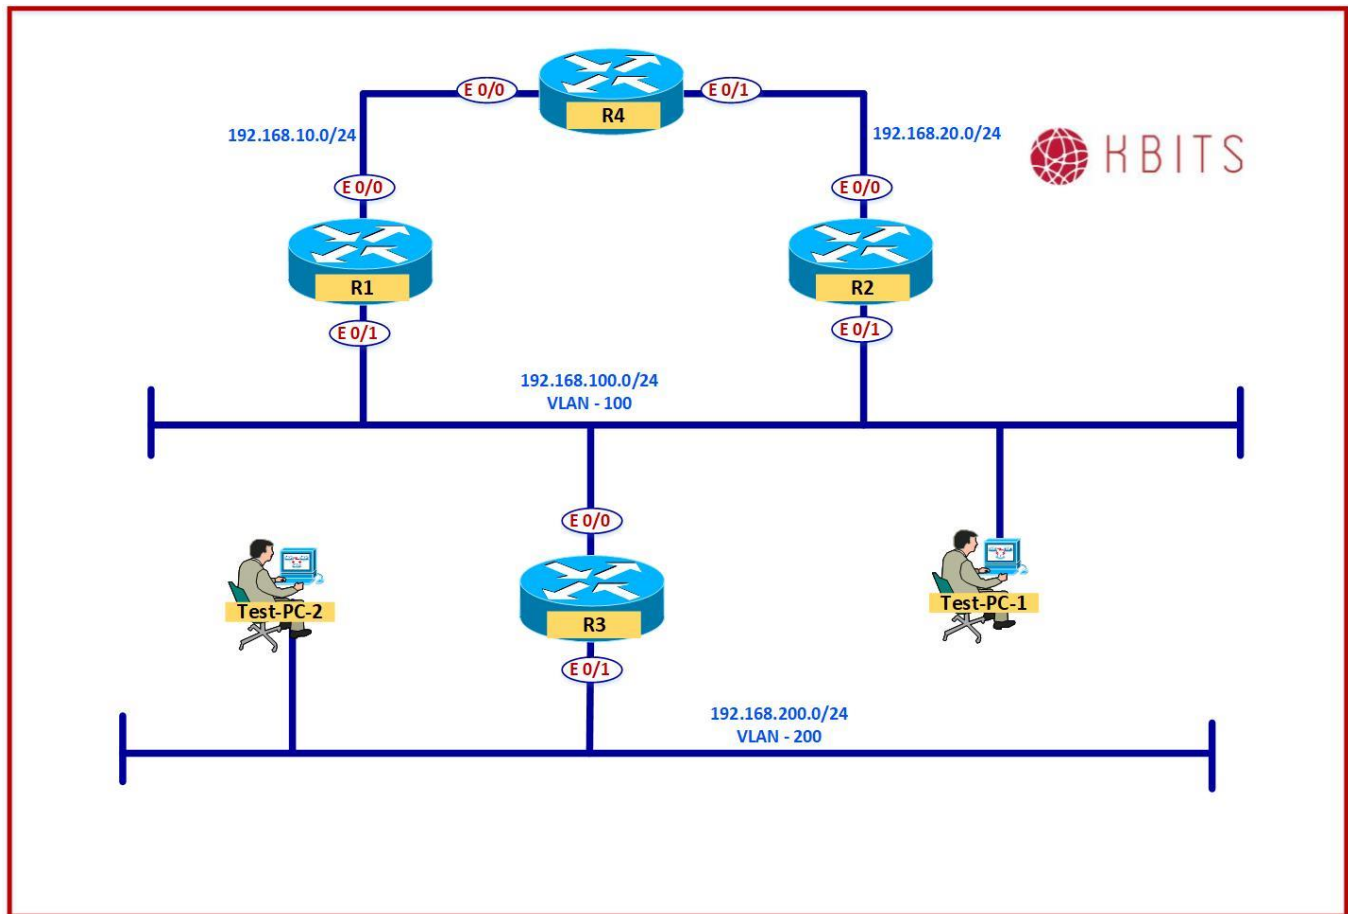 E 0/0
R4
E 0/1
192.168.10.0/24
192.168.20.0/24
KBITS
E 0/0
E 0/0
R1
R2
E 0/1
E 0/1
192.168.100.0/24
VLAN - 100
E 0/0
Test-PC-2
R3
Test-PC-1
E 0/1
192.168.200.0/24
VLAN - 200